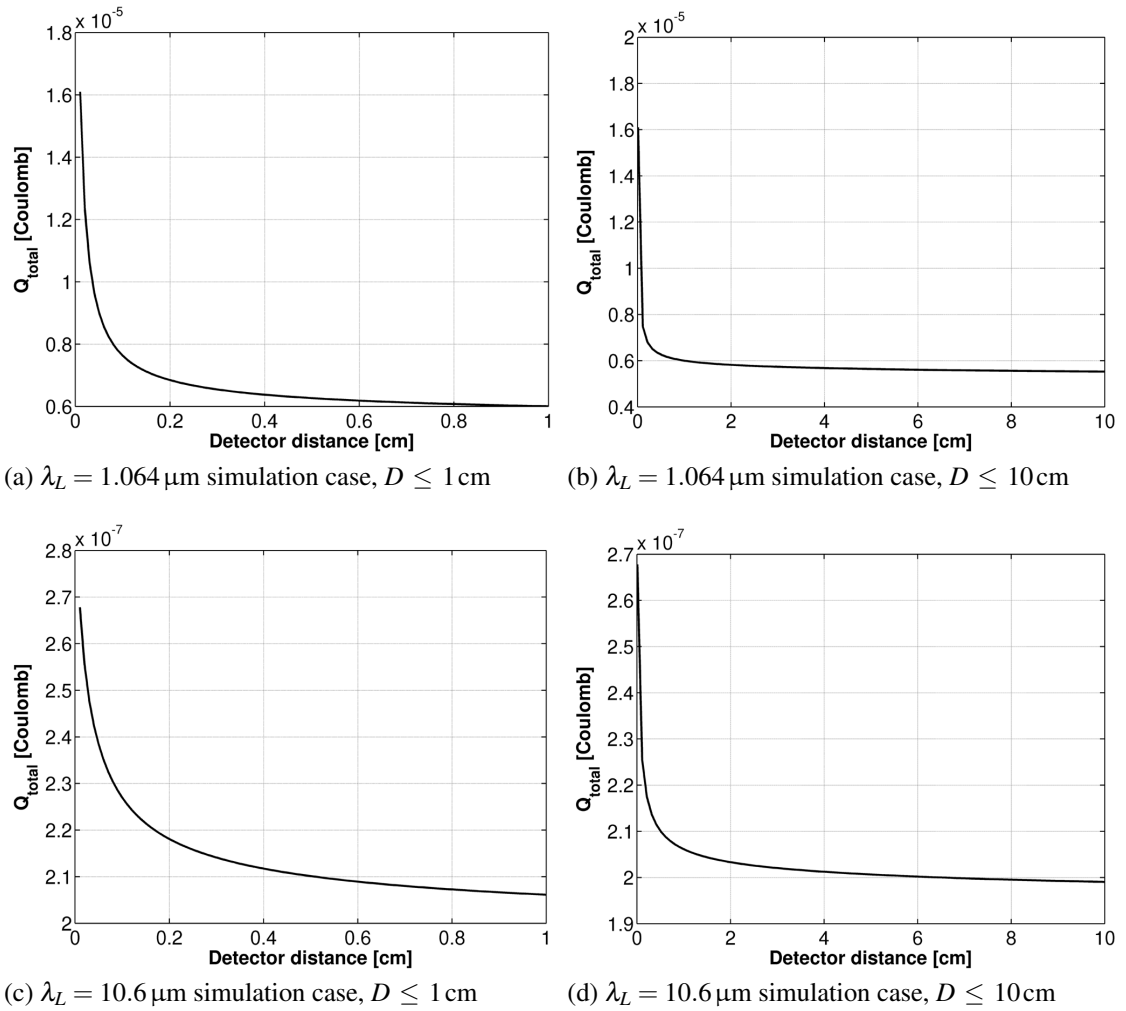 x 10⁻⁵
1.8
1.6
1.4
1.2
1
0.8
0.6
0 0.2 0.4 0.6 0.8 1
Q_total [Coulomb]
Detector distance [cm]
(a) λ_L = 1.064 µm simulation case, D ≤ 1 cm
x 10⁻⁵
2
1.8
1.6
1.4
1.2
1
0.8
0.6
0.4
0 2 4 6 8 10
Q_total [Coulomb]
Detector distance [cm]
(b) λ_L = 1.064 µm simulation case, D ≤ 10 cm
x 10⁻⁷
2.8
2.7
2.6
2.5
2.4
2.3
2.2
2.1
2
0 0.2 0.4 0.6 0.8 1
Q_total [Coulomb]
Detector distance [cm]
(c) λ_L = 10.6 µm simulation case, D ≤ 1 cm
x 10⁻⁷
2.7
2.6
2.5
2.4
2.3
2.2
2.1
2
1.9
0 2 4 6 8 10
Q_total [Coulomb]
Detector distance [cm]
(d) λ_L = 10.6 µm simulation case, D ≤ 10 cm